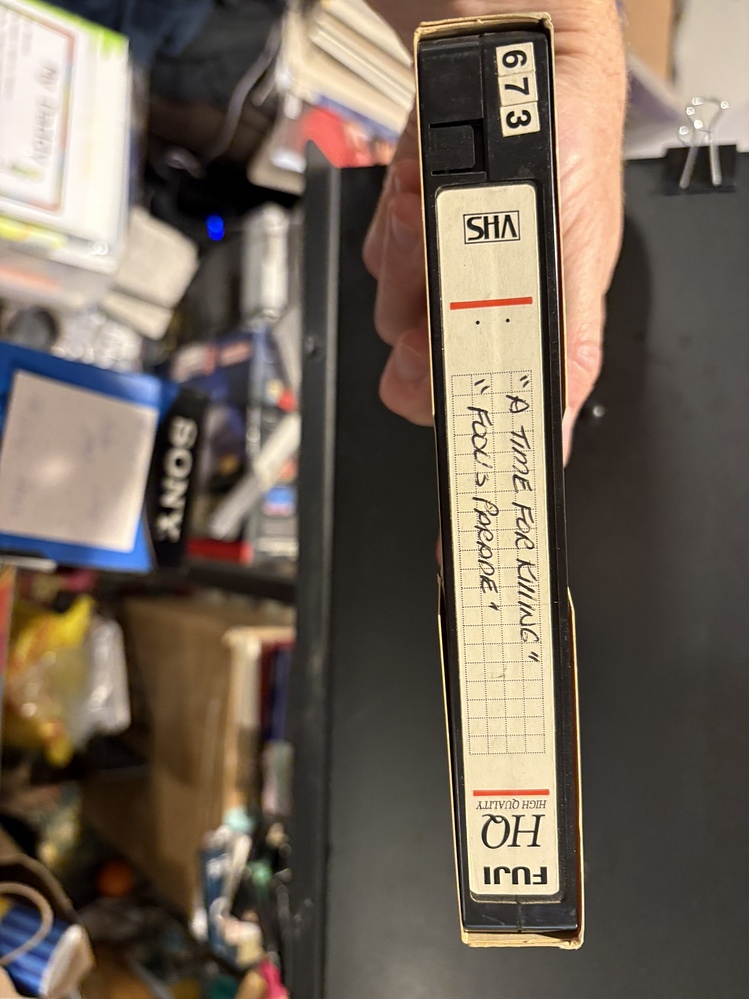 673
VHS
"A TIME FOR KILLING"
"FOOL'S PARADE"
HIGH QUALITY
HQ
FUJI
SONY